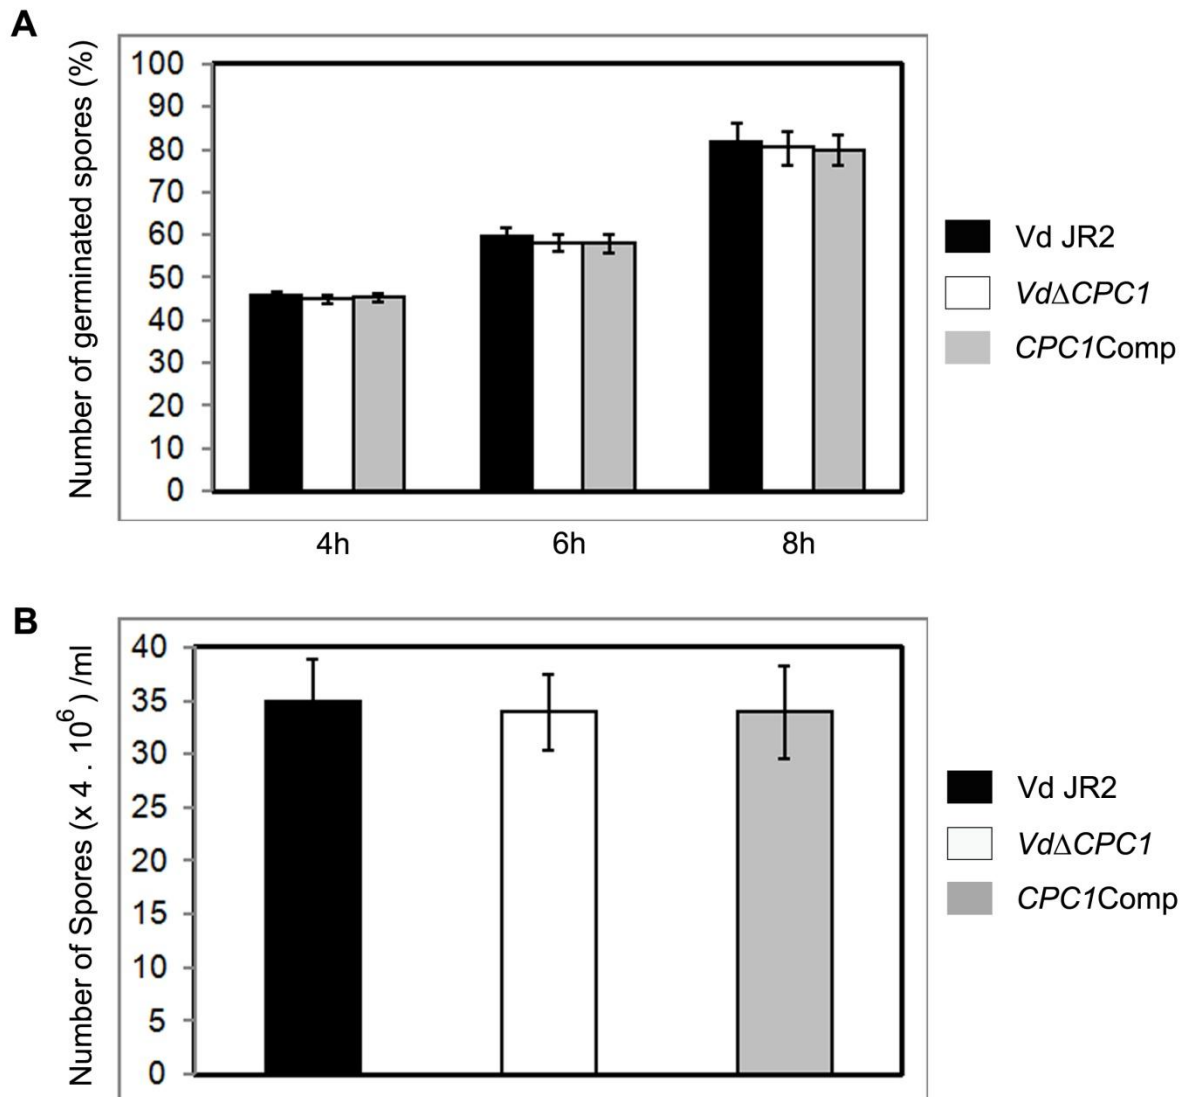 A
Number of germinated spores (%)
100
90
80
70
60
50
40
30
20
10
0
4h 6h 8h
Vd JR2
VdΔCPC1
CPC1Comp
B
Number of Spores (x 4 . 10⁶ ) /ml
40
35
30
25
20
15
10
5
0
Vd JR2
VdΔCPC1
CPC1Comp